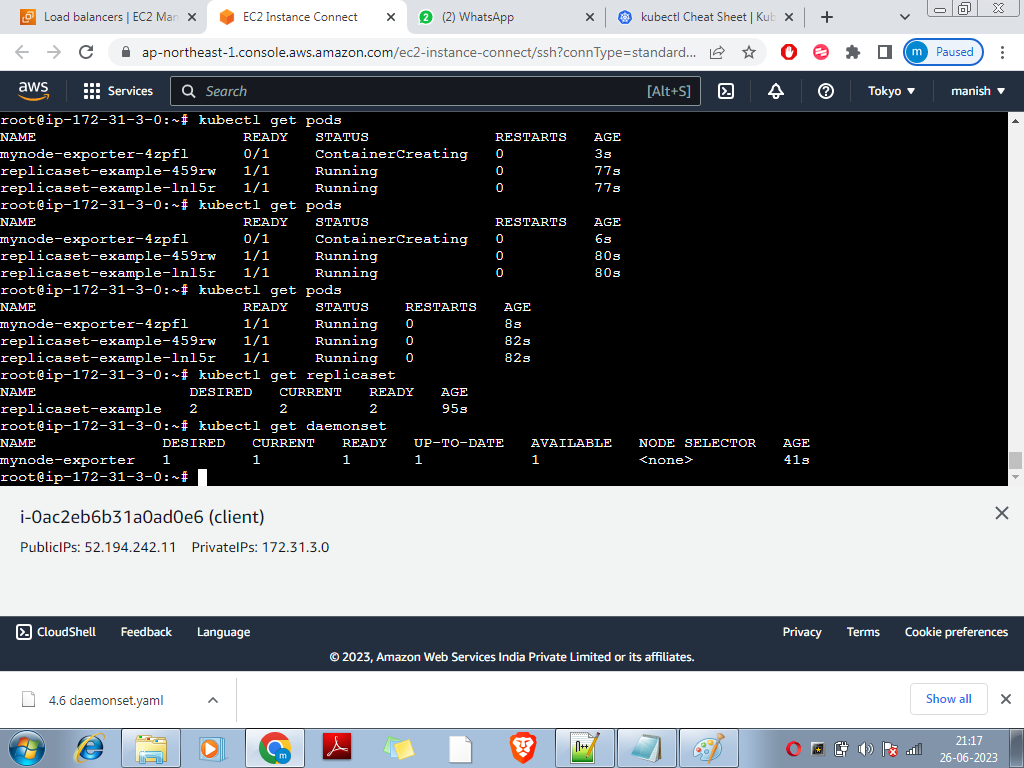 Load balancers | EC2 Man
EC2 Instance Connect
(2) WhatsApp
kubectl Cheat Sheet | Kub
ap-northeast-1.console.aws.amazon.com/ec2-instance-connect/ssh?connType=standard...
m Paused
aws
Services
Search
[Alt+S]
Tokyo
manish
root@ip-172-31-3-0:~# kubectl get pods
NAME READY STATUS RESTARTS AGE
mynode-exporter-4zpfl 0/1 ContainerCreating 0 3s
replicaset-example-459rw 1/1 Running 0 77s
replicaset-example-lnl5r 1/1 Running 0 77s
root@ip-172-31-3-0:~# kubectl get pods
NAME READY STATUS RESTARTS AGE
mynode-exporter-4zpfl 0/1 ContainerCreating 0 6s
replicaset-example-459rw 1/1 Running 0 80s
replicaset-example-lnl5r 1/1 Running 0 80s
root@ip-172-31-3-0:~# kubectl get pods
NAME READY STATUS RESTARTS AGE
mynode-exporter-4zpfl 1/1 Running 0 8s
replicaset-example-459rw 1/1 Running 0 82s
replicaset-example-lnl5r 1/1 Running 0 82s
root@ip-172-31-3-0:~# kubectl get replicaset
NAME DESIRED CURRENT READY AGE
replicaset-example 2 2 2 95s
root@ip-172-31-3-0:~# kubectl get daemonset
NAME DESIRED CURRENT READY UP-TO-DATE AVAILABLE NODE SELECTOR AGE
mynode-exporter 1 1 1 1 1 <none> 41s
root@ip-172-31-3-0:~#
i-0ac2eb6b31a0ad0e6 (client)
PublicIPs: 52.194.242.11 PrivateIPs: 172.31.3.0
CloudShell Feedback Language Privacy Terms Cookie preferences
© 2023, Amazon Web Services India Private Limited or its affiliates.
4.6 daemonset.yaml
Show all
21:17
26-06-2023